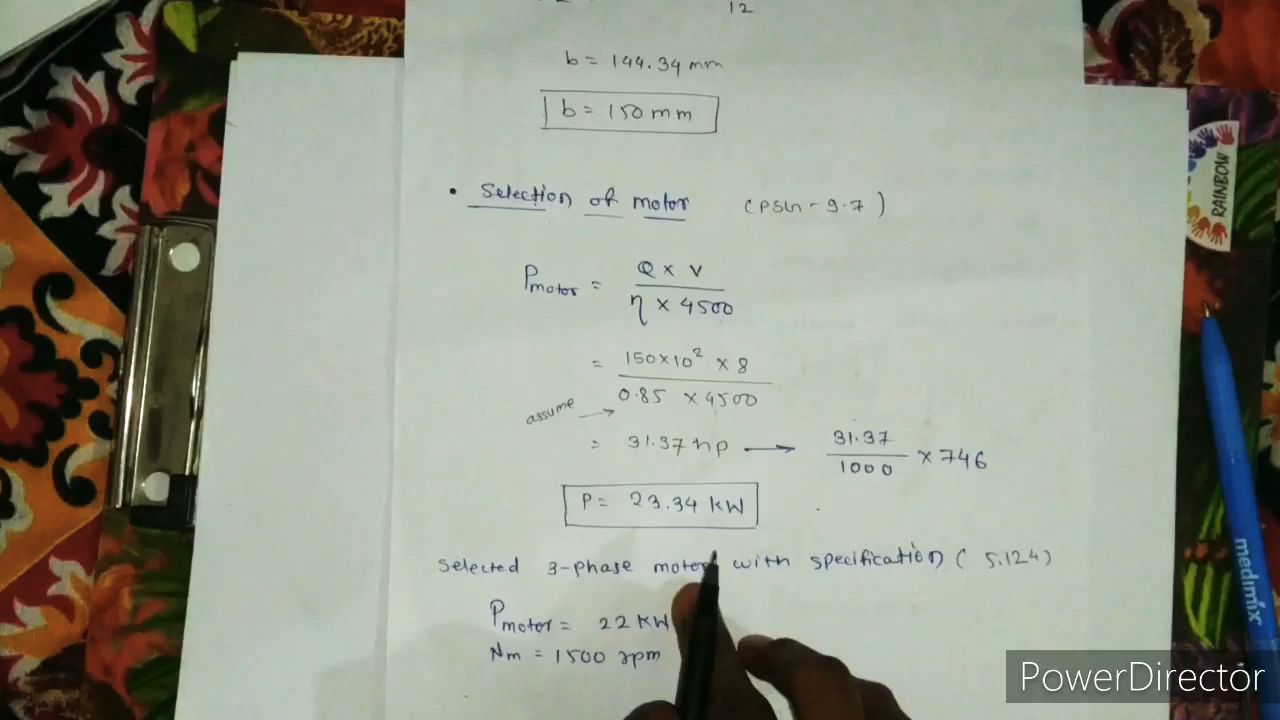 12
b = 144.34 mm
b = 150 mm
• Selection of motor (PSG - 9.7)
Pmotor = Q × V / η × 4500
= 150×10² × 8 / 0.85 × 4500
assume
= 31.37 hp → 31.37 / 1000 × 746
P = 23.34 kW
Selected 3-phase motor with specification ( 5.124)
Pmotor = 22 KW
Nm = 1500 rpm
RAINBOW
medimix
PowerDirector